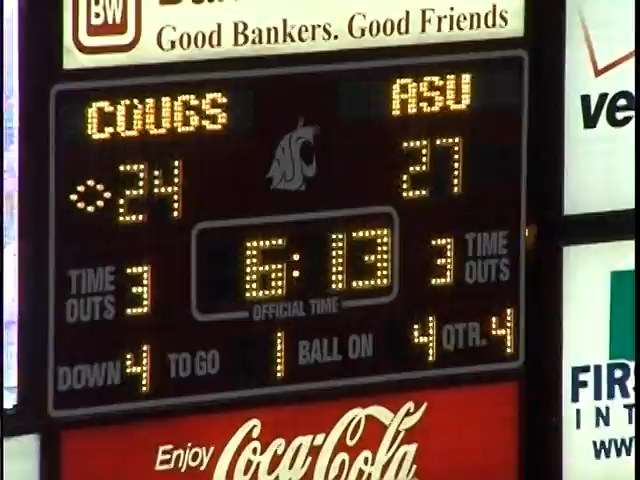 BW
Good Bankers. Good Friends
COUGS ASU
24 27
6:13
TIME OUTS 3
3 TIME OUTS
OFFICIAL TIME
DOWN 4 TO GO 1 BALL ON 4 QTR. 4
Enjoy
Coca-Cola
ve
FIR
INT
ww